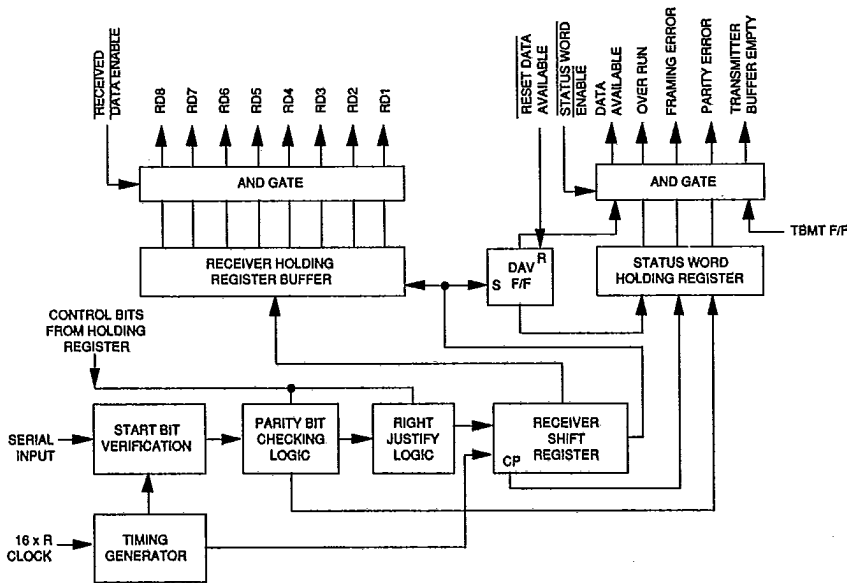 RECEIVED
DATA ENABLE
RD8
RD7
RD6
RD5
RD4
RD3
RD2
RD1
RESET DATA
AVAILABLE
STATUS WORD
ENABLE
DATA
AVAILABLE
OVER RUN
FRAMING ERROR
PARITY ERROR
TRANSMITTER
BUFFER EMPTY
AND GATE
AND GATE
TBMT F/F
RECEIVER HOLDING
REGISTER BUFFER
R
DAV
S
F/F
STATUS WORD
HOLDING REGISTER
CONTROL BITS
FROM HOLDING
REGISTER
SERIAL
INPUT
START BIT
VERIFICATION
PARITY BIT
CHECKING
LOGIC
RIGHT
JUSTIFY
LOGIC
RECEIVER
SHIFT
REGISTER
CP
16 x R
CLOCK
TIMING
GENERATOR